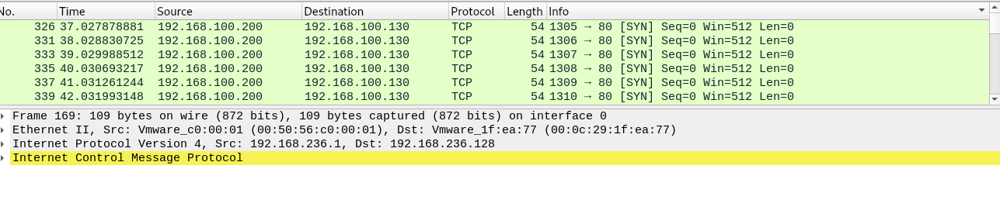 No. Time Source Destination Protocol Length Info
326 37.027878881 192.168.100.200 192.168.100.130 TCP 54 1305 → 80 [SYN] Seq=0 Win=512 Len=0
331 38.028830725 192.168.100.200 192.168.100.130 TCP 54 1306 → 80 [SYN] Seq=0 Win=512 Len=0
333 39.029988512 192.168.100.200 192.168.100.130 TCP 54 1307 → 80 [SYN] Seq=0 Win=512 Len=0
335 40.030693217 192.168.100.200 192.168.100.130 TCP 54 1308 → 80 [SYN] Seq=0 Win=512 Len=0
337 41.031261244 192.168.100.200 192.168.100.130 TCP 54 1309 → 80 [SYN] Seq=0 Win=512 Len=0
339 42.031993148 192.168.100.200 192.168.100.130 TCP 54 1310 → 80 [SYN] Seq=0 Win=512 Len=0
Frame 169: 109 bytes on wire (872 bits), 109 bytes captured (872 bits) on interface 0
Ethernet II, Src: Vmware_c0:00:01 (00:50:56:c0:00:01), Dst: Vmware_1f:ea:77 (00:0c:29:1f:ea:77)
Internet Protocol Version 4, Src: 192.168.236.1, Dst: 192.168.236.128
Internet Control Message Protocol